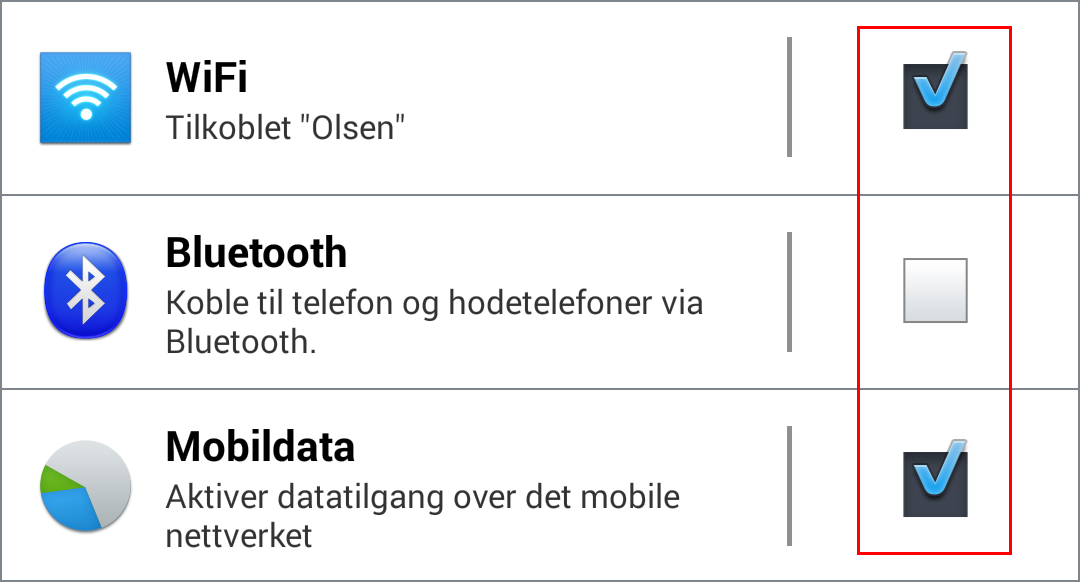 WiFi
Tilkoblet "Olsen"
Bluetooth
Koble til telefon og hodetelefoner via
Bluetooth.
Mobildata
Aktiver datatilgang over det mobile
nettverket